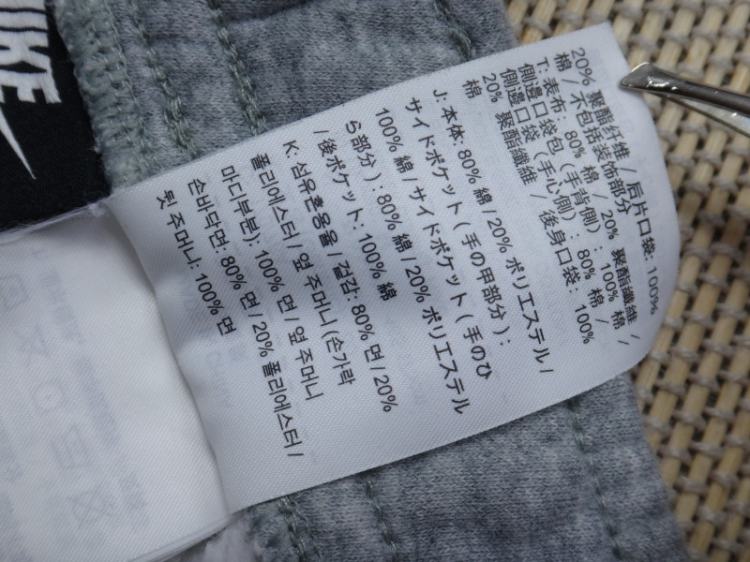 20% 聚酯纤维 / 后片口袋: 100%
棉 / 不包括装饰部分
T: 表布: 80% 棉 / 20% 聚酯纖維 /
側邊口袋包 (手背側) : 100% 棉 /
側邊口袋 (手心側) : 80% 棉 /
20% 聚酯纖維 / 後身口袋: 100%
棉
J: 本体: 80% 綿 / 20% ポリエステル /
サイドポケット ( 手の甲部分 ) :
100% 綿 / サイドポケット ( 手のひ
ら部分 ) : 80% 綿 / 20% ポリエステル
/ 後ポケット: 100% 綿
K: 섬유혼용율 / 겉감: 80% 면 / 20%
폴리에스터 / 옆 주머니 (손가락
마디부분): 100% 면 / 옆 주머니
손바닥면: 80% 면 / 20% 폴리에스터 /
뒷 주머니: 100% 면